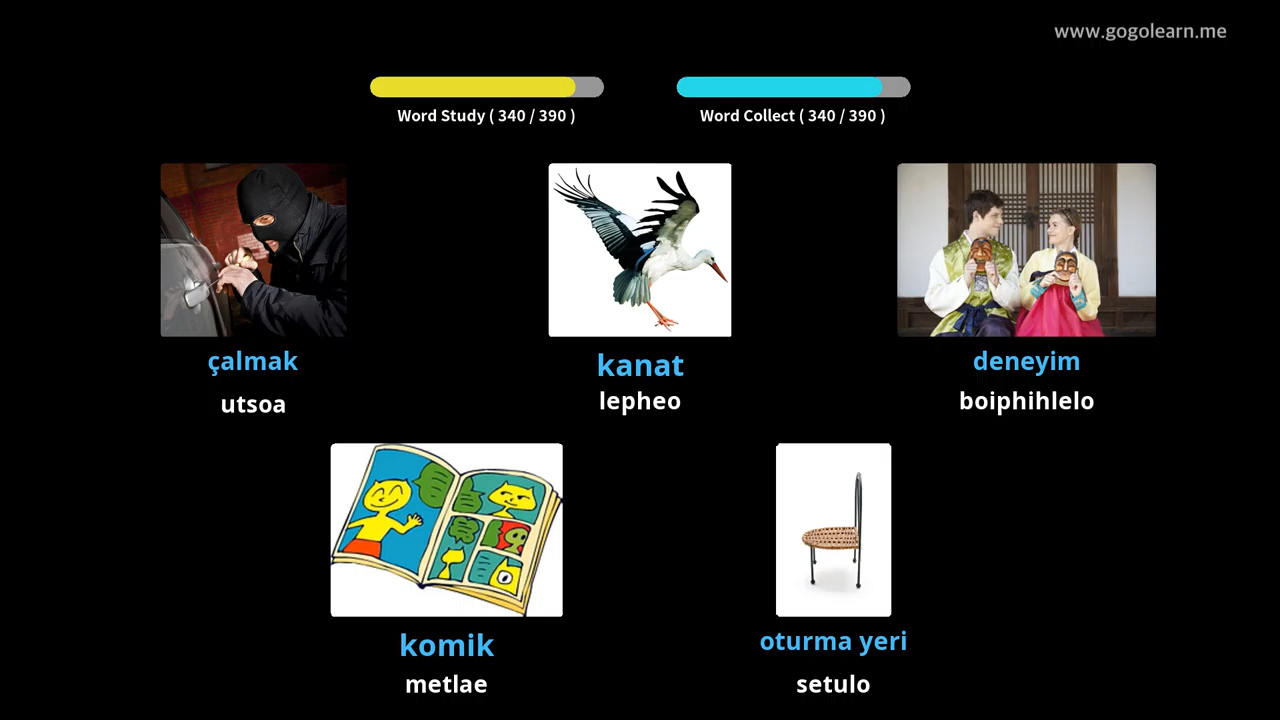 www.gogolearn.me
Word Study ( 340 / 390 )
Word Collect ( 340 / 390 )
çalmak
utsoa
kanat
lepheo
deneyim
boiphihlelo
komik
metlae
oturma yeri
setulo